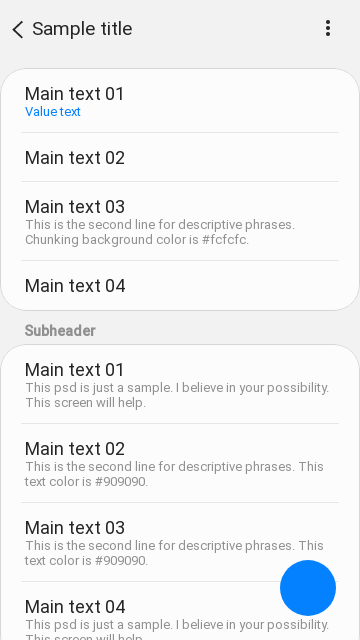 Sample title
Main text 01
Value text
Main text 02
Main text 03
This is the second line for descriptive phrases.
Chunking background color is #fcfcfc.
Main text 04
Subheader
Main text 01
This psd is just a sample. I believe in your possibility.
This screen will help.
Main text 02
This is the second line for descriptive phrases. This
text color is #909090.
Main text 03
This is the second line for descriptive phrases. This
text color is #909090.
Main text 04
This psd is just a sample. I believe in your possibility.
This screen will help.